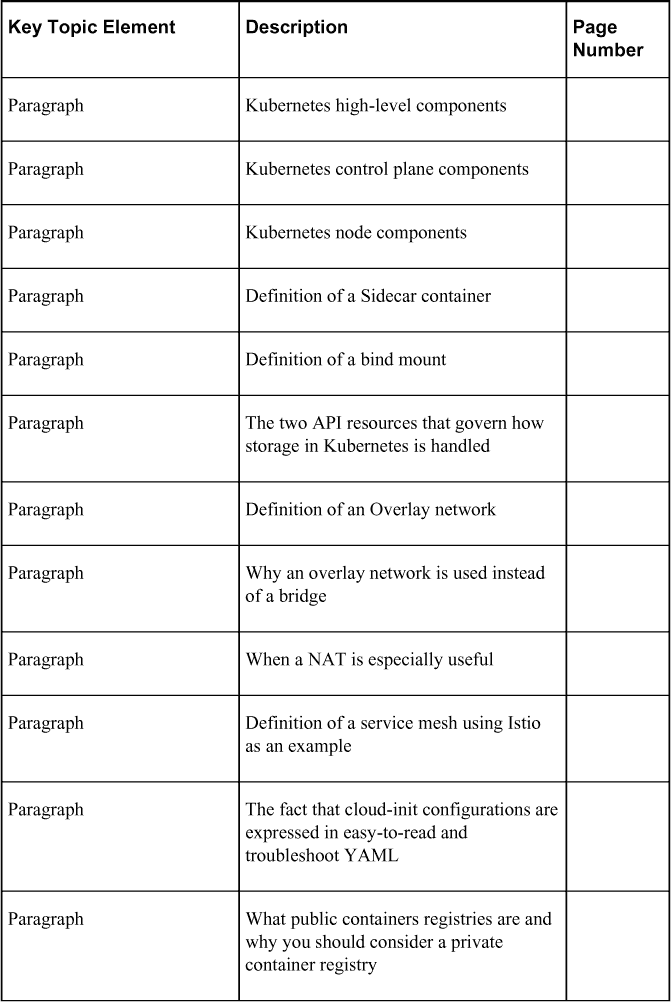 Key Topic Element Description Page
Number
Paragraph Kubernetes high-level components
Paragraph Kubernetes control plane components
Paragraph Kubernetes node components
Paragraph Definition of a Sidecar container
Paragraph Definition of a bind mount
Paragraph The two API resources that govern how
storage in Kubernetes is handled
Paragraph Definition of an Overlay network
Paragraph Why an overlay network is used instead
of a bridge
Paragraph When a NAT is especially useful
Paragraph Definition of a service mesh using Istio
as an example
Paragraph The fact that cloud-init configurations are
expressed in easy-to-read and
troubleshoot YAML
Paragraph What public containers registries are and
why you should consider a private
container registry